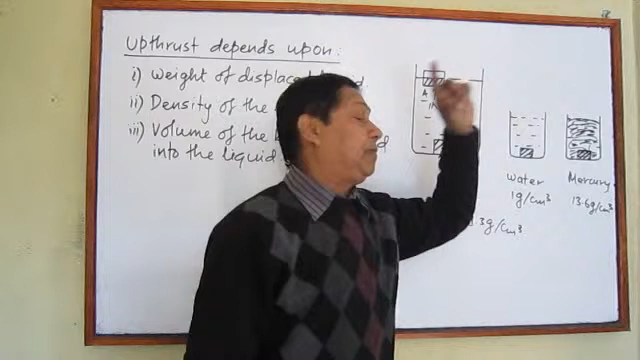 Upthrust depends upon:
i) Weight of displaced
ii) Density of the
iii) Volume of the
into the liquid
A
Water
1g/cm³
Mercury
13.6g/cm³
3g/cm³